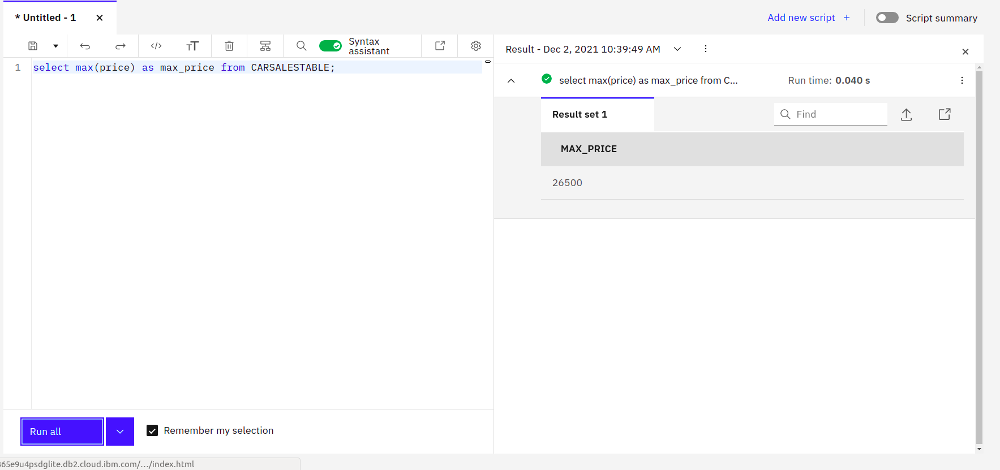 * Untitled - 1
Add new script +
Script summary
Syntax
assistant
1 select max(price) as max_price from CARSALESTABLE;
Result - Dec 2, 2021 10:39:49 AM
select max(price) as max_price from C...
Run time: 0.040 s
Result set 1
Find
MAX_PRICE
26500
Run all
Remember my selection
365e9u4psdglite.db2.cloud.ibm.com/.../index.html